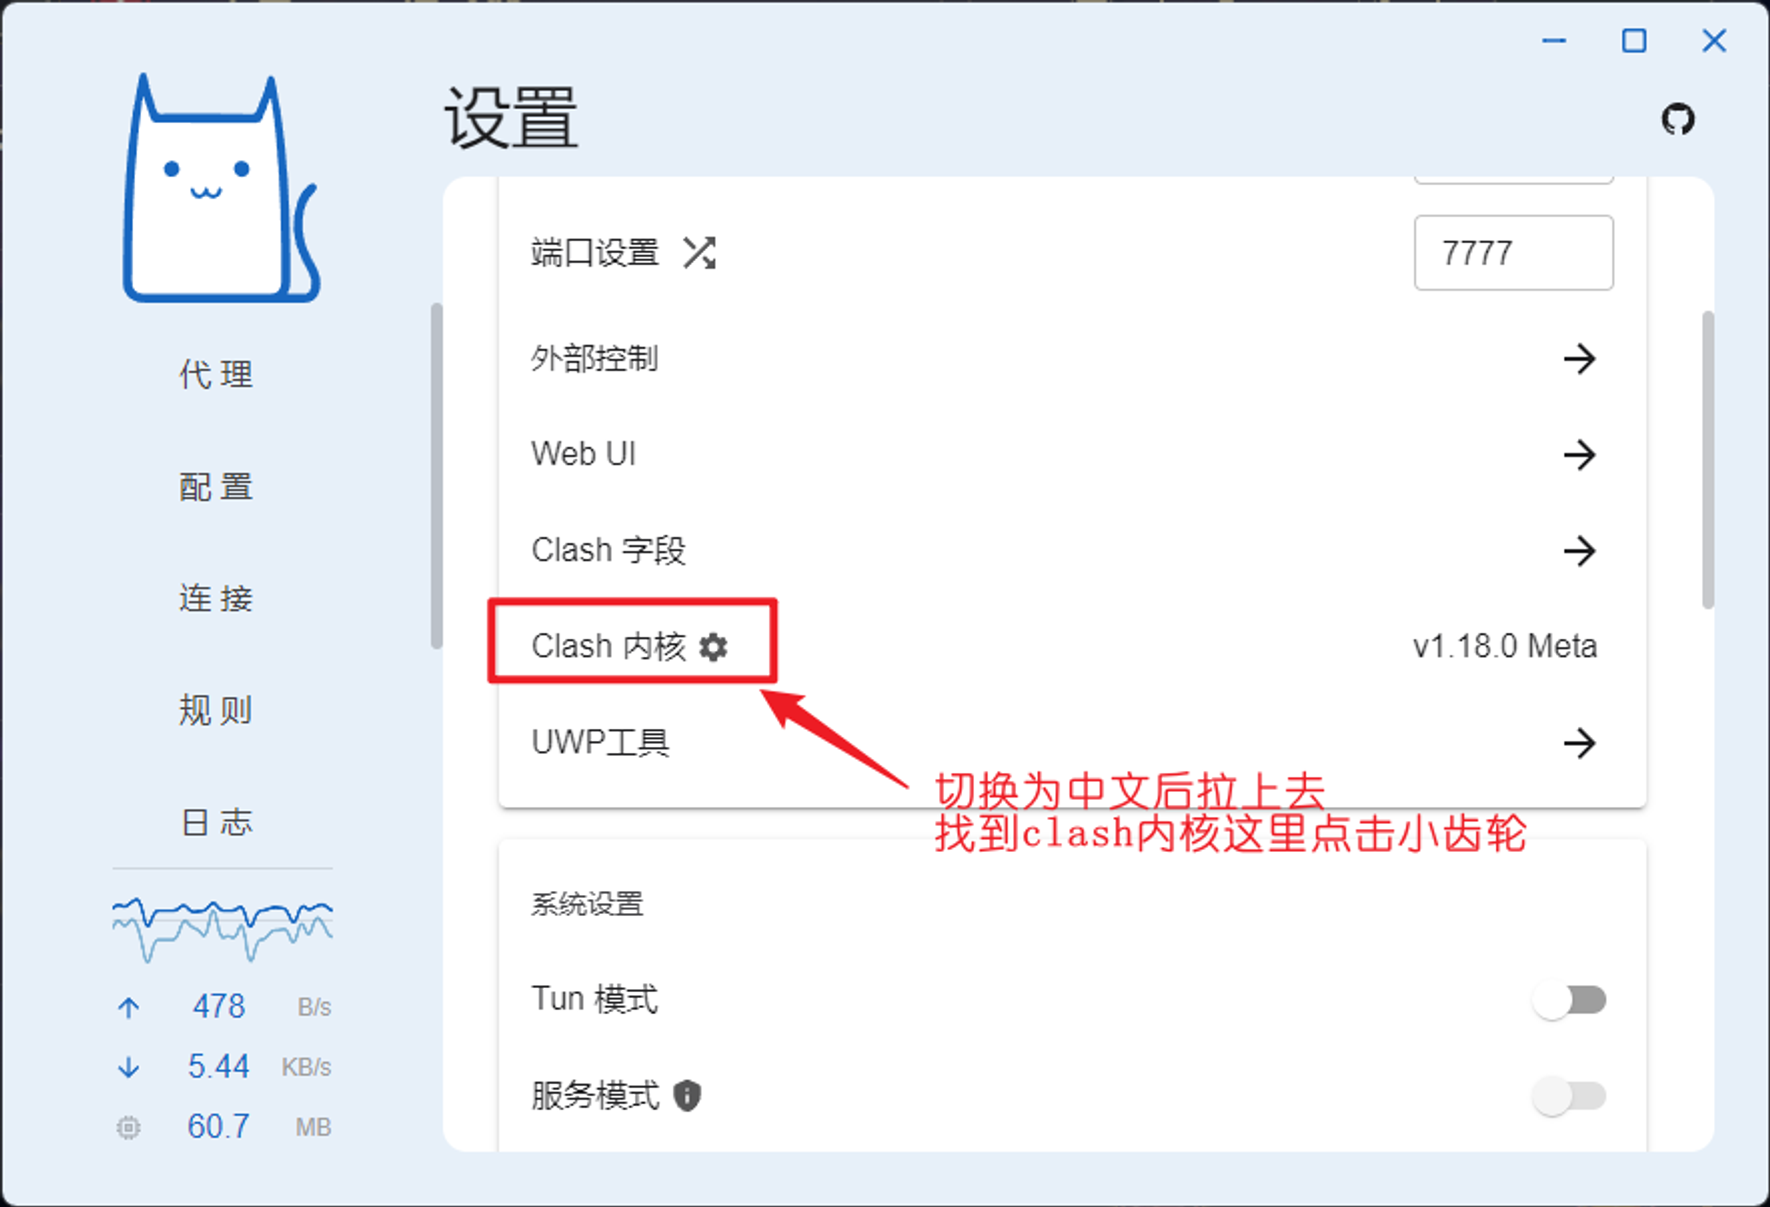 设置
代理
配置
连接
规则
日志
478 B/s
5.44 KB/s
60.7 MB
端口设置 7777
外部控制
Web UI
Clash 字段
Clash 内核 v1.18.0 Meta
UWP工具
切换为中文后拉上去
找到clash内核这里点击小齿轮
系统设置
Tun 模式
服务模式